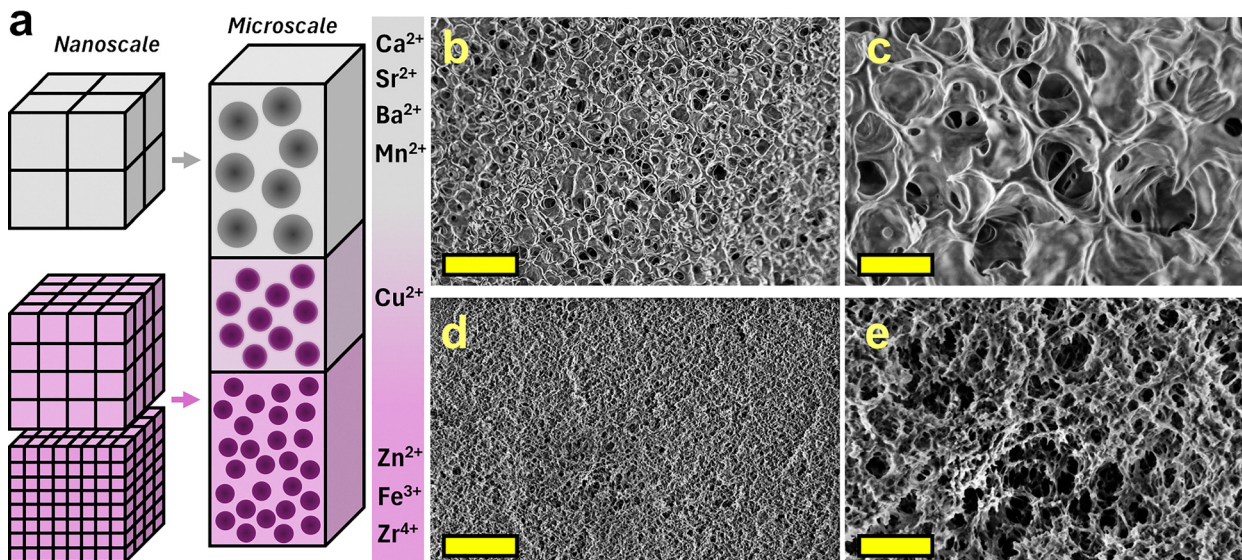 a
Nanoscale
Microscale
Ca²⁺
Sr²⁺
Ba²⁺
Mn²⁺
Cu²⁺
Zn²⁺
Fe³⁺
Zr⁴⁺
b
c
d
e